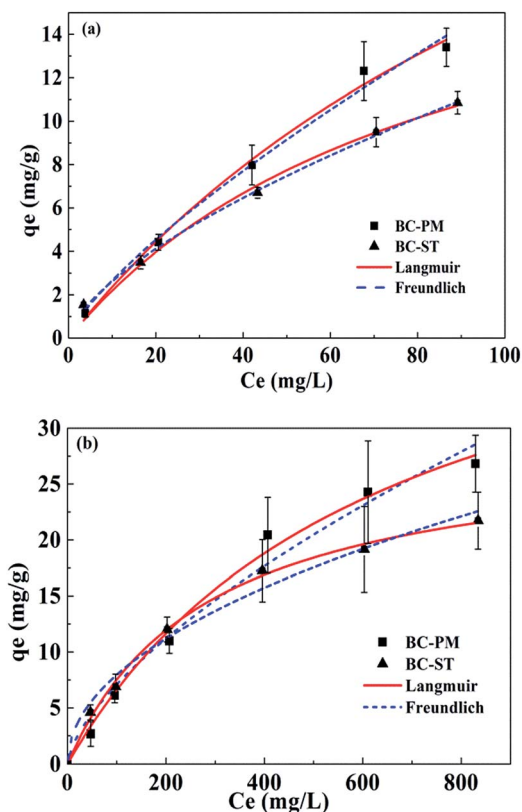 (a)
14
12
10
8
6
4
2
0
qe (mg/g)
BC-PM
BC-ST
Langmuir
Freundlich
0 20 40 60 80 100
Ce (mg/L)
(b)
30
25
20
15
10
5
0
qe (mg/g)
BC-PM
BC-ST
Langmuir
Freundlich
0 200 400 600 800
Ce (mg/L)